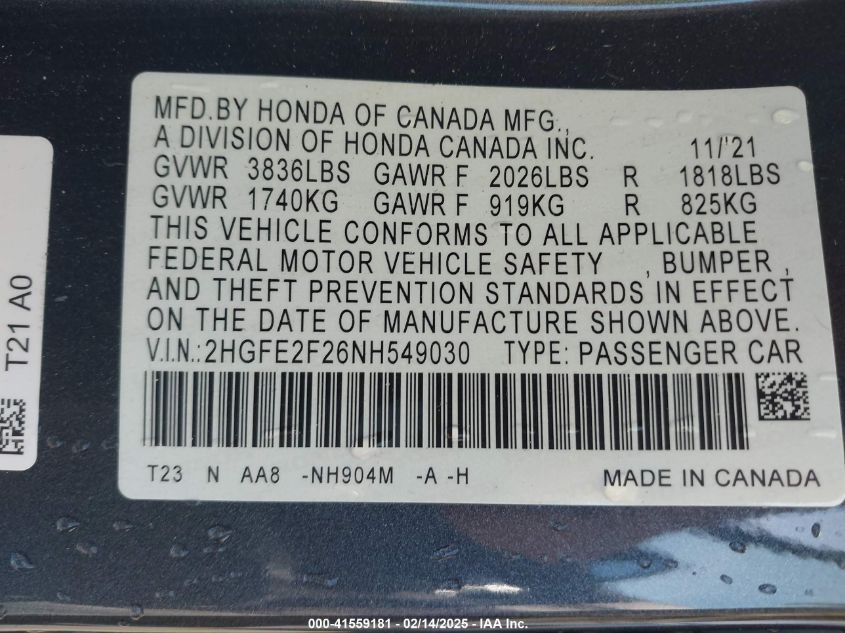 MFD.BY HONDA OF CANADA MFG.,
A DIVISION OF HONDA CANADA INC. 11/'21
GVWR 3836LBS GAWR F 2026LBS R 1818LBS
GVWR 1740KG GAWR F 919KG R 825KG
THIS VEHICLE CONFORMS TO ALL APPLICABLE
FEDERAL MOTOR VEHICLE SAFETY , BUMPER ,
AND THEFT PREVENTION STANDARDS IN EFFECT
ON THE DATE OF MANUFACTURE SHOWN ABOVE.
V.I.N.:2HGFE2F26NH549030 TYPE: PASSENGER CAR
T23 N AA8 -NH904M -A -H MADE IN CANADA
T21 A0
000-41559181 - 02/14/2025 - IAA Inc.